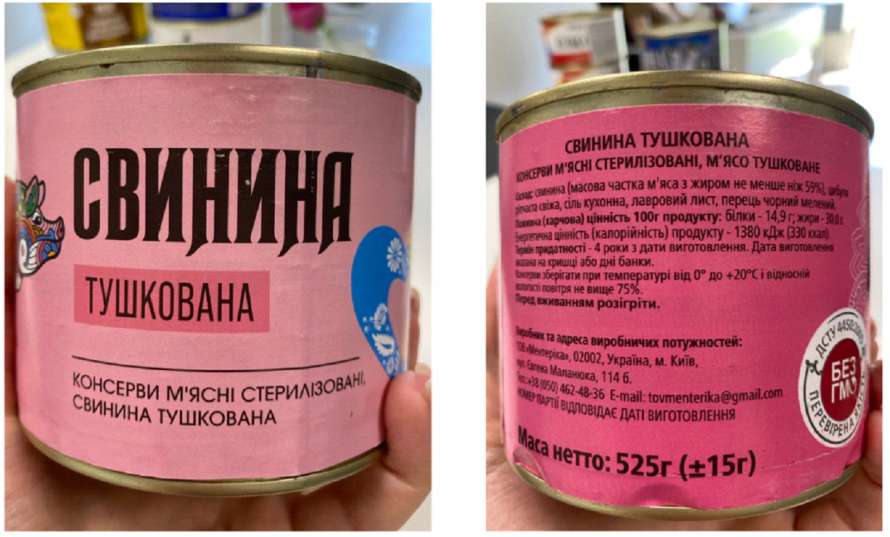 СВИНИНА
ТУШКОВАНА
КОНСЕРВИ М'ЯСНІ СТЕРИЛІЗОВАНІ,
СВИНИНА ТУШКОВАНА
СВИНИНА ТУШКОВАНА
КОНСЕРВИ М'ЯСНІ СТЕРИЛІЗОВАНІ, М'ЯСО ТУШКОВАНЕ
Склад: свинина (масова частка м'яса з жиром не менше ніж 59%), цибуля
ріпчаста свіжа, сіль кухонна, лавровий лист, перець чорний мелений.
Поживна (харчова) цінність 100г продукту: білки - 14,9 г; жири - 30,0 г.
Енергетична цінність (калорійність) продукту - 1380 кДж (330 ккал).
Термін придатності - 4 роки з дати виготовлення. Дата виготовлення
вказана на кришці або дні банки.
Консерви зберігати при температурі від 0° до +20°С і відносній
вологості повітря не вище 75%.
Перед вживанням розігріти.
Виробник та адреса виробничих потужностей:
ТОВ «Ментеріка», 02002, Україна, м. Київ,
вул. Євгена Маланюка, 114 б.
Тел.:+38 (050) 462-48-36 E-mail: tovmenterika@gmail.com
НОМЕР ПАРТІЇ ВІДПОВІДАЄ ДАТІ ВИГОТОВЛЕННЯ
Маса нетто: 525г (±15г)
ДСТУ
БЕЗ
ГМО
ПЕРЕВІРЕНА